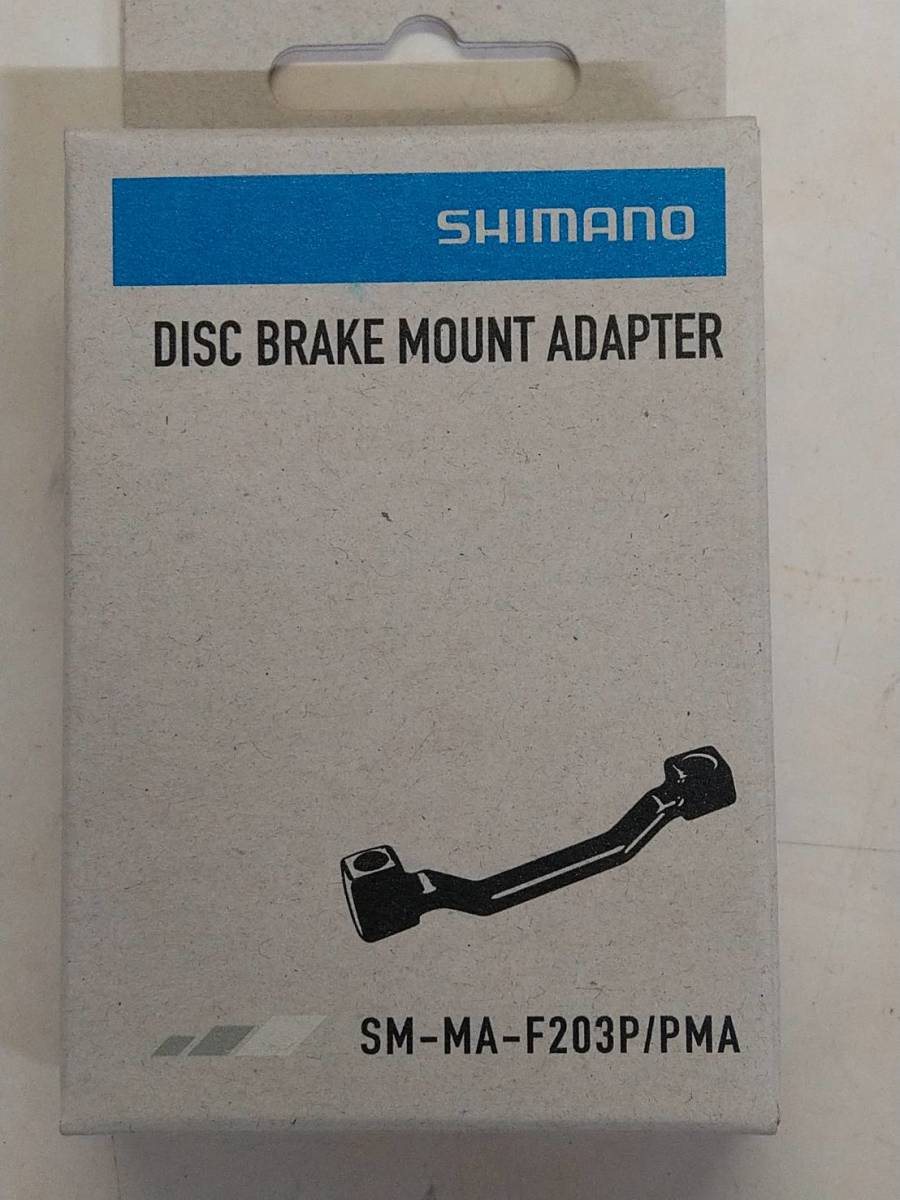 SHIMANO
DISC BRAKE MOUNT ADAPTER
SM-MA-F203P/PMA